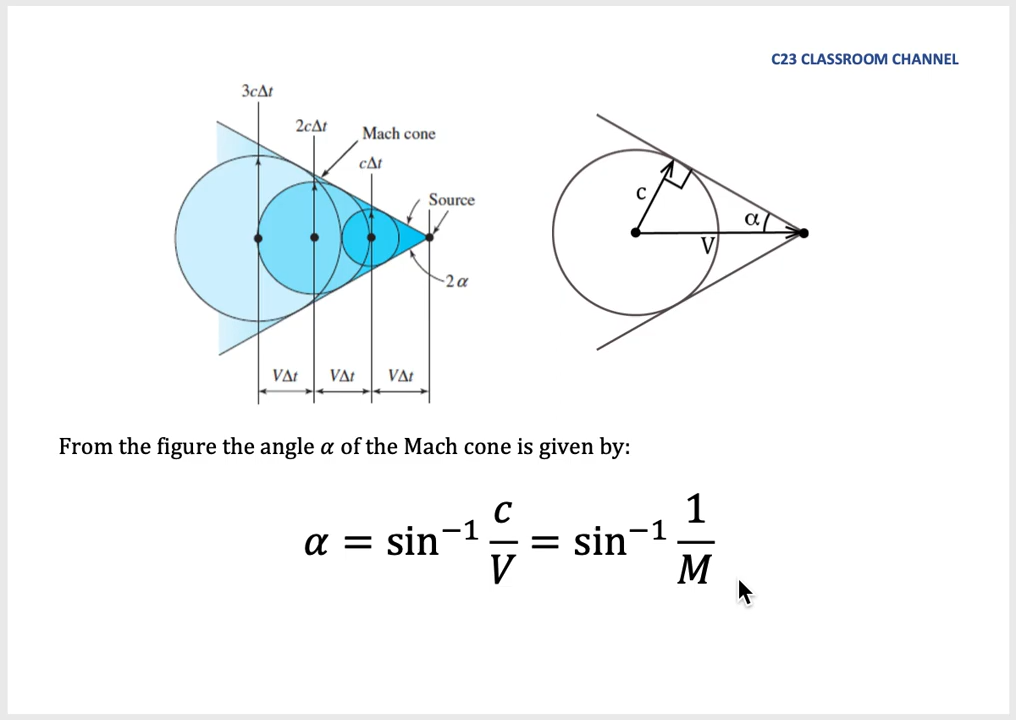 C23 CLASSROOM CHANNEL
3cΔt
2cΔt
Mach cone
cΔt
Source
2α
VΔt VΔt VΔt
c
α
V
From the figure the angle α of the Mach cone is given by:
α = sin⁻¹ c/V = sin⁻¹ 1/M